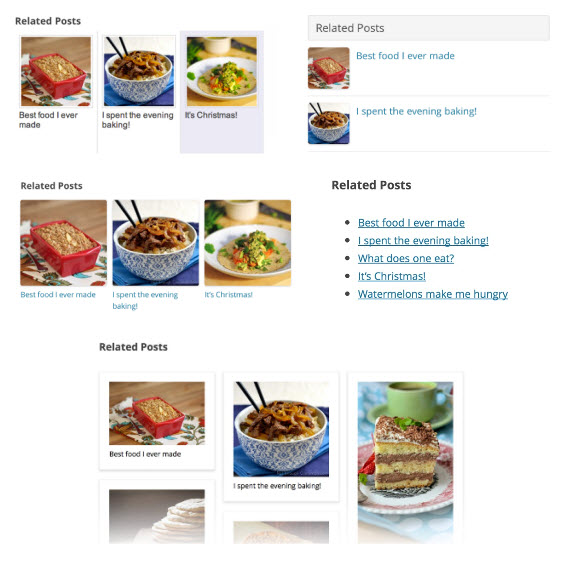 Related Posts
Best food I ever
made
I spent the evening
baking!
It's Christmas!
Related Posts
Best food I ever made
I spent the evening baking!
Related Posts
Best food I ever made
I spent the evening
baking!
It's Christmas!
Related Posts
Best food I ever made
I spent the evening baking!
What does one eat?
It's Christmas!
Watermelons make me hungry
Related Posts
Best food I ever made
I spent the evening baking!